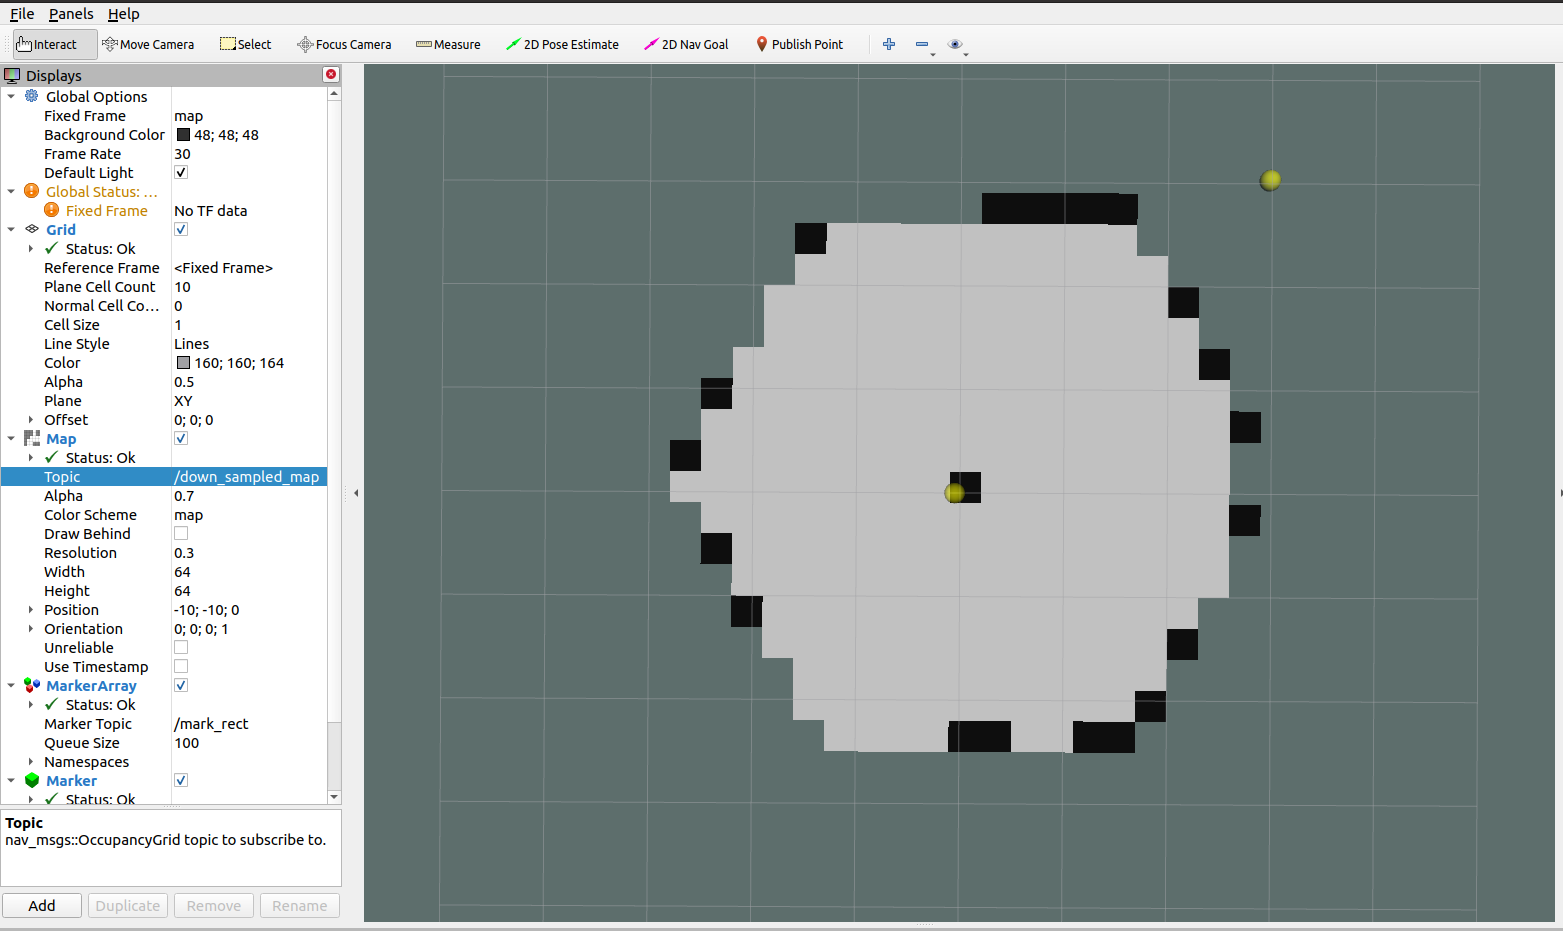 File Panels Help
Interact Move Camera Select Focus Camera Measure 2D Pose Estimate 2D Nav Goal Publish Point
Displays
Global Options
Fixed Frame map
Background Color 48; 48; 48
Frame Rate 30
Default Light
Global Status: ...
Fixed Frame No TF data
Grid
Status: Ok
Reference Frame <Fixed Frame>
Plane Cell Count 10
Normal Cell Co... 0
Cell Size 1
Line Style Lines
Color 160; 160; 164
Alpha 0.5
Plane XY
Offset 0; 0; 0
Map
Status: Ok
Topic /down_sampled_map
Alpha 0.7
Color Scheme map
Draw Behind
Resolution 0.3
Width 64
Height 64
Position -10; -10; 0
Orientation 0; 0; 0; 1
Unreliable
Use Timestamp
MarkerArray
Status: Ok
Marker Topic /mark_rect
Queue Size 100
Namespaces
Marker
Status: Ok
Topic
nav_msgs::OccupancyGrid topic to subscribe to.
Add Duplicate Remove Rename